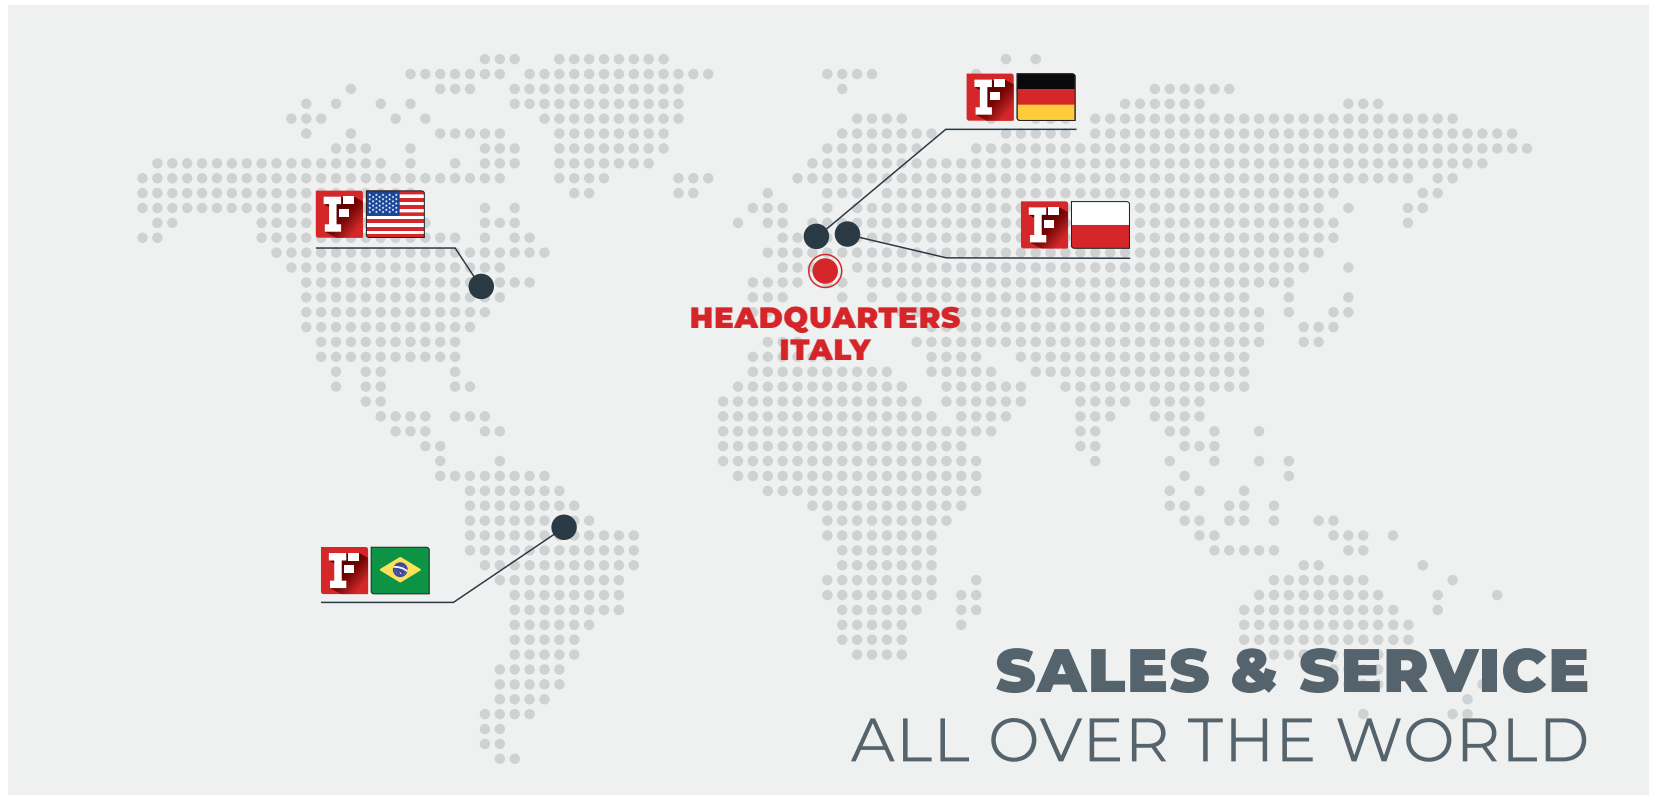 F
F
F
HEADQUARTERS
ITALY
F
SALES & SERVICE
ALL OVER THE WORLD